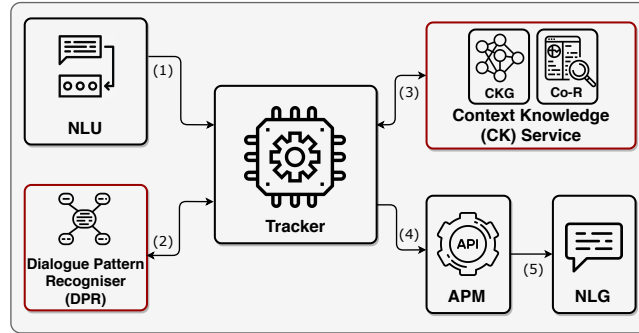 (1)
NLU
(2)
Dialogue Pattern
Recogniser
(DPR)
Tracker
(3)
CKG
Co-R
Context Knowledge
(CK) Service
(4)
API
APM
(5)
NLG